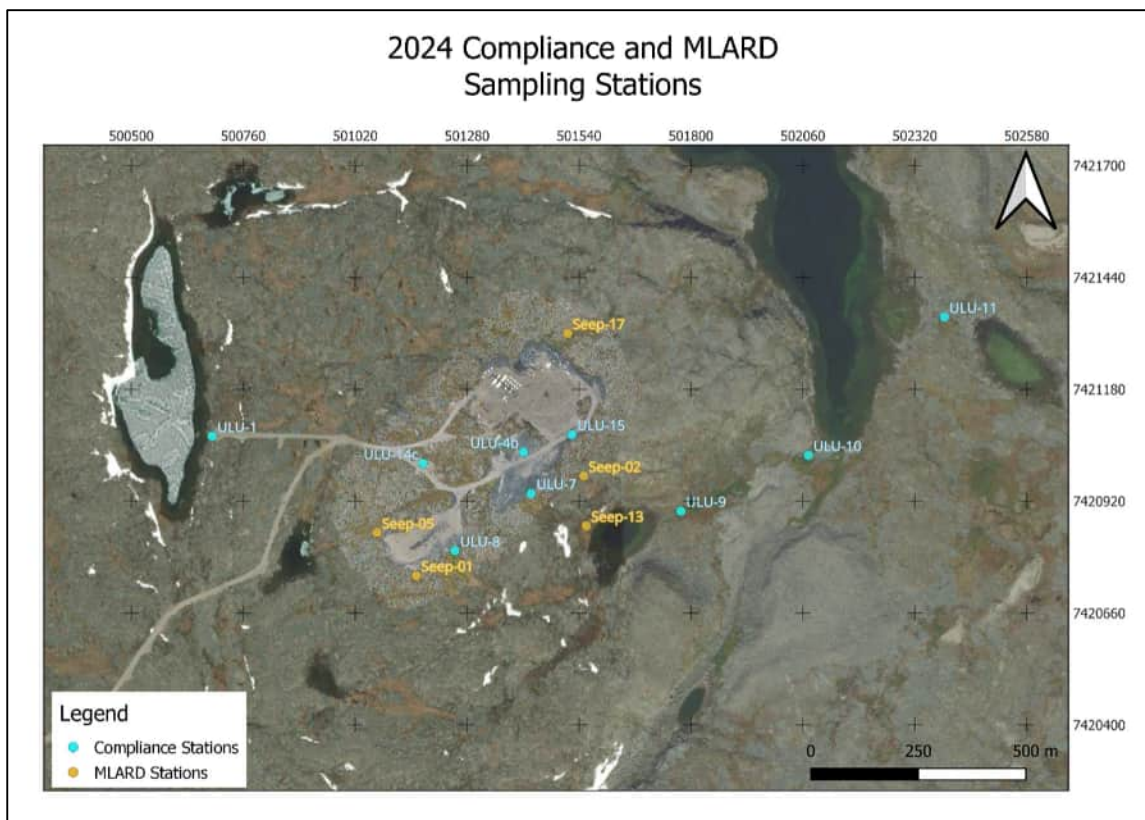 2024 Compliance and MLARD
Sampling Stations
500500 500760 501020 501280 501540 501800 502060 502320 502580
7421700
7421440
ULU-11
Seep-17
7421180
ULU-1
ULU-15
ULU-4b
ULU-10
ULU-14c
Seep-02
ULU-7
7420920
ULU-9
Seep-13
Seep-05
ULU-8
Seep-01
7420660
Legend
Compliance Stations
MLARD Stations
7420400
0 250 500 m